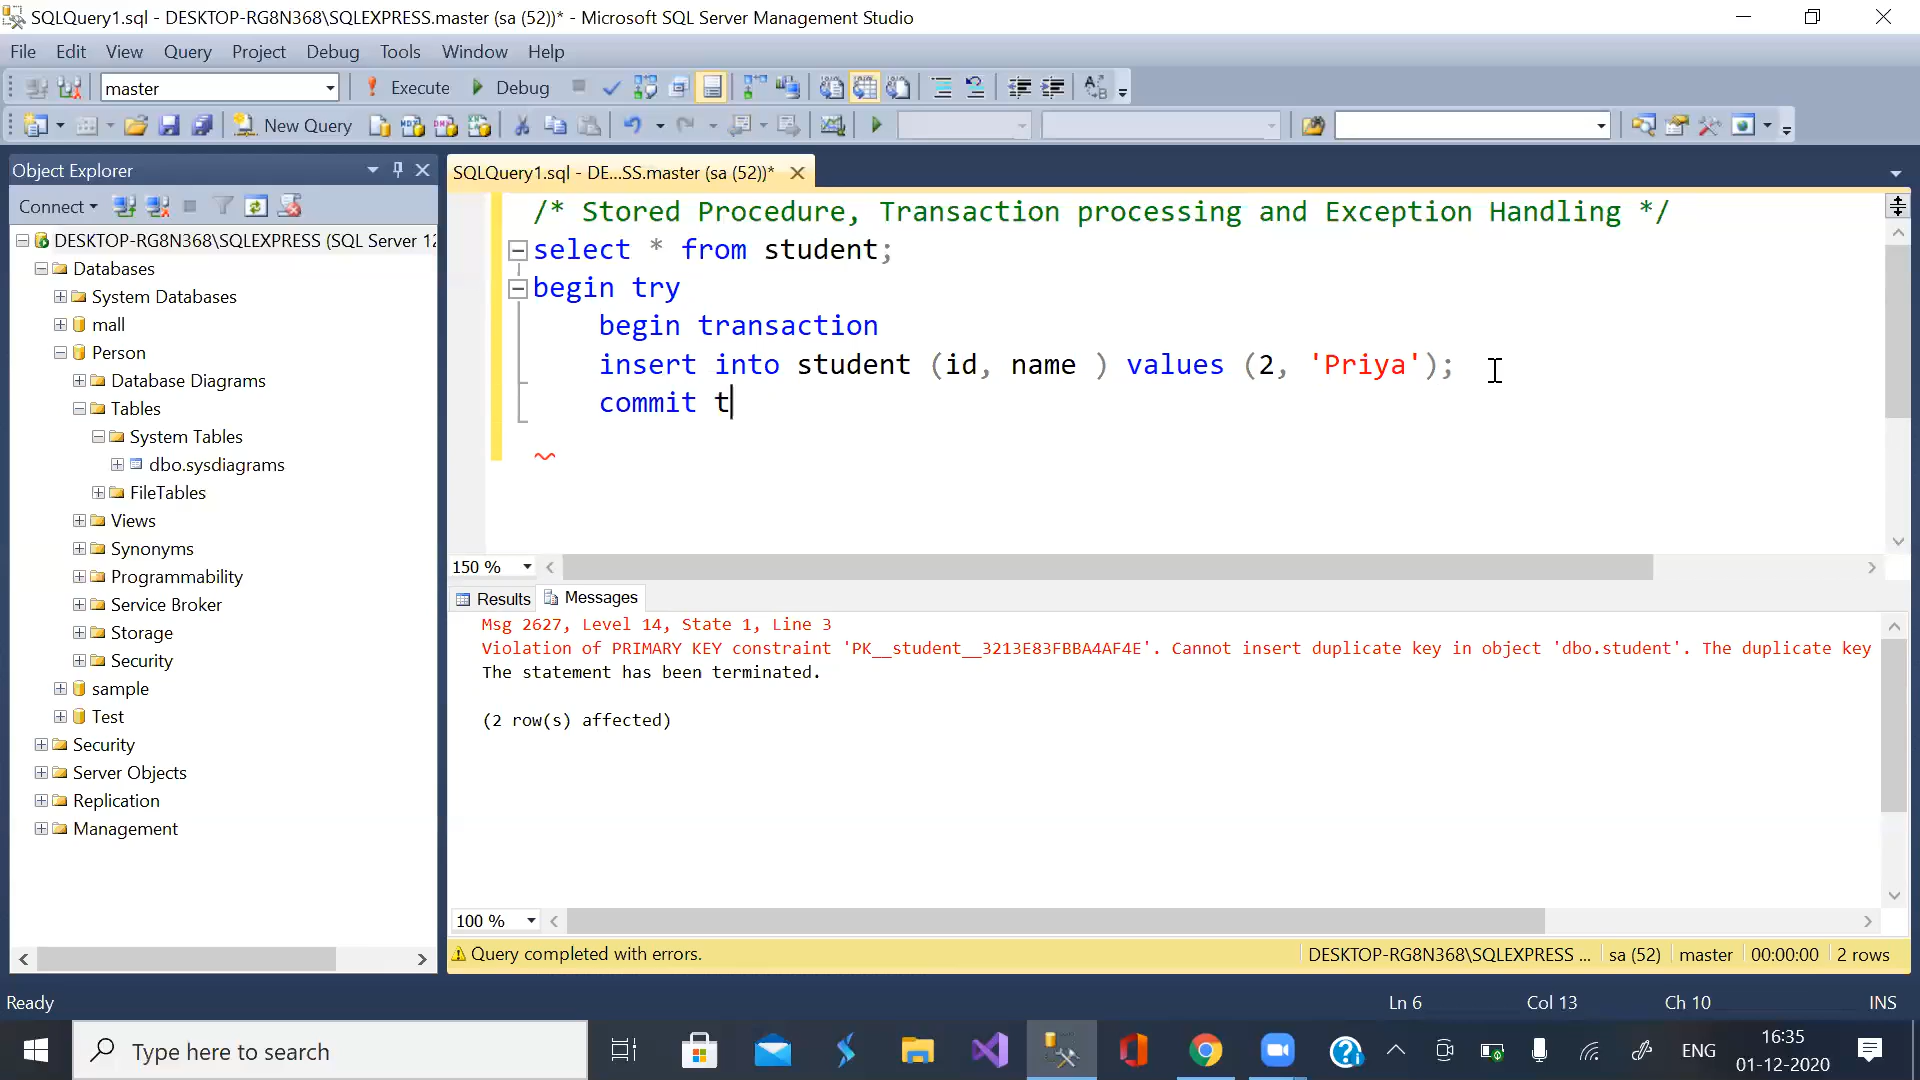 SQLQuery1.sql - DESKTOP-RG8N368\SQLEXPRESS.master (sa (52))* - Microsoft SQL Server Management Studio
File Edit View Query Project Debug Tools Window Help
master Execute Debug
New Query
Object Explorer
Connect
DESKTOP-RG8N368\SQLEXPRESS (SQL Server 12
Databases
System Databases
mall
Person
Database Diagrams
Tables
System Tables
dbo.sysdiagrams
FileTables
Views
Synonyms
Programmability
Service Broker
Storage
Security
sample
Test
Security
Server Objects
Replication
Management
SQLQuery1.sql - DE...SS.master (sa (52))*
/* Stored Procedure, Transaction processing and Exception Handling */
select * from student;
begin try
begin transaction
insert into student (id, name ) values (2, 'Priya');
commit t
150 %
Results Messages
Msg 2627, Level 14, State 1, Line 3
Violation of PRIMARY KEY constraint 'PK__student__3213E83FBBA4AF4E'. Cannot insert duplicate key in object 'dbo.student'. The duplicate key
The statement has been terminated.
(2 row(s) affected)
100 %
Query completed with errors. DESKTOP-RG8N368\SQLEXPRESS ... sa (52) master 00:00:00 2 rows
Ready Ln 6 Col 13 Ch 10 INS
Type here to search
ENG
16:35
01-12-2020